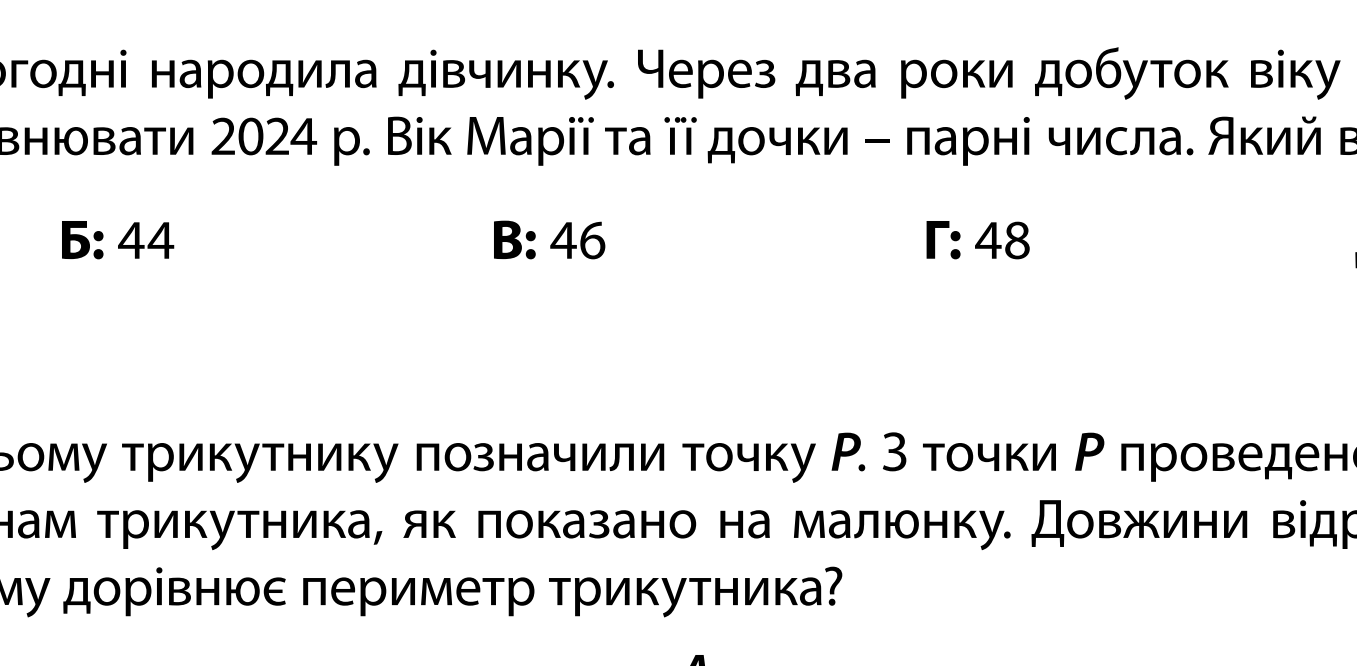 огодні народила дівчинку. Через два роки добуток віку
внювати 2024 р. Вік Марії та її дочки – парні числа. Який в
Б: 44 В: 46 Г: 48
ьому трикутнику позначили точку P. З точки P проведено
нам трикутника, як показано на малюнку. Довжини відр
му дорівнює периметр трикутника?
A